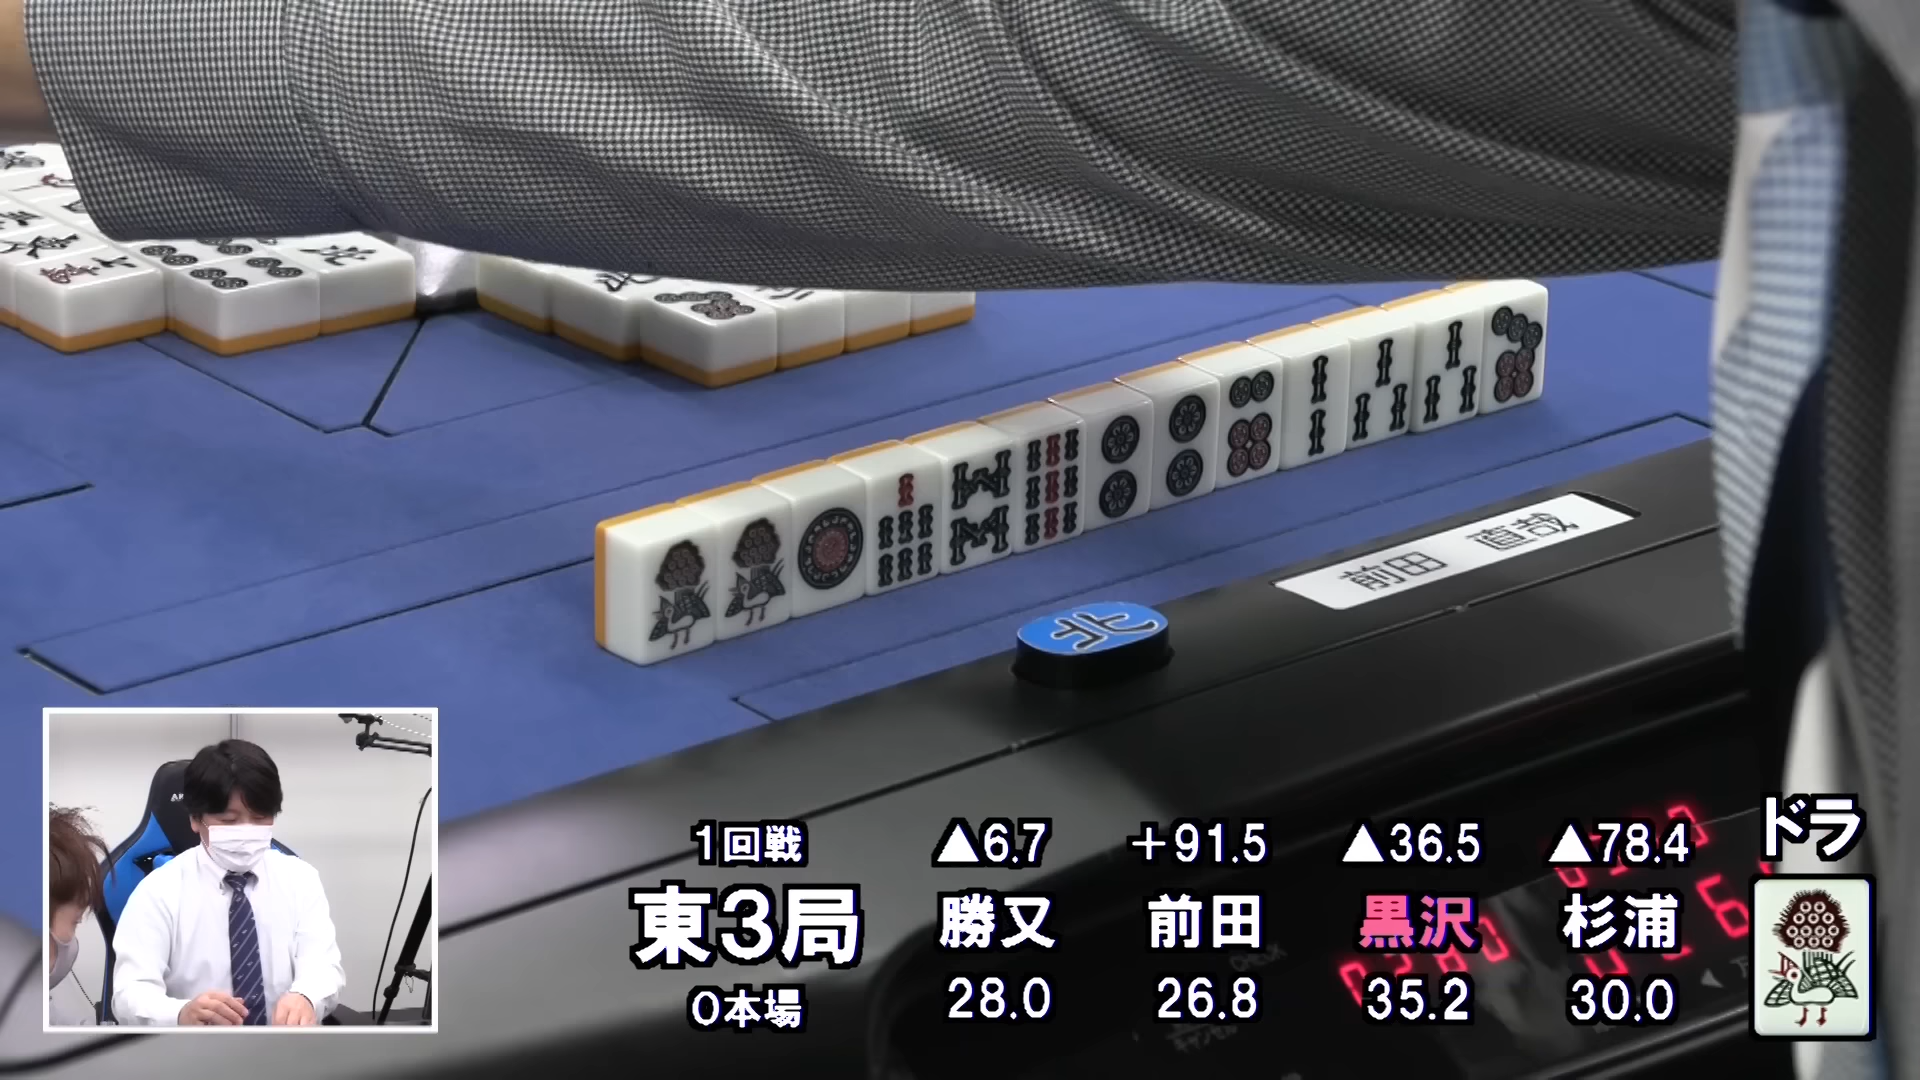 前田 直哉
北
1回戦
東3局
0本場
▲6.7
勝又
28.0
+91.5
前田
26.8
▲36.5
黒沢
35.2
▲78.4
杉浦
30.0
ドラ